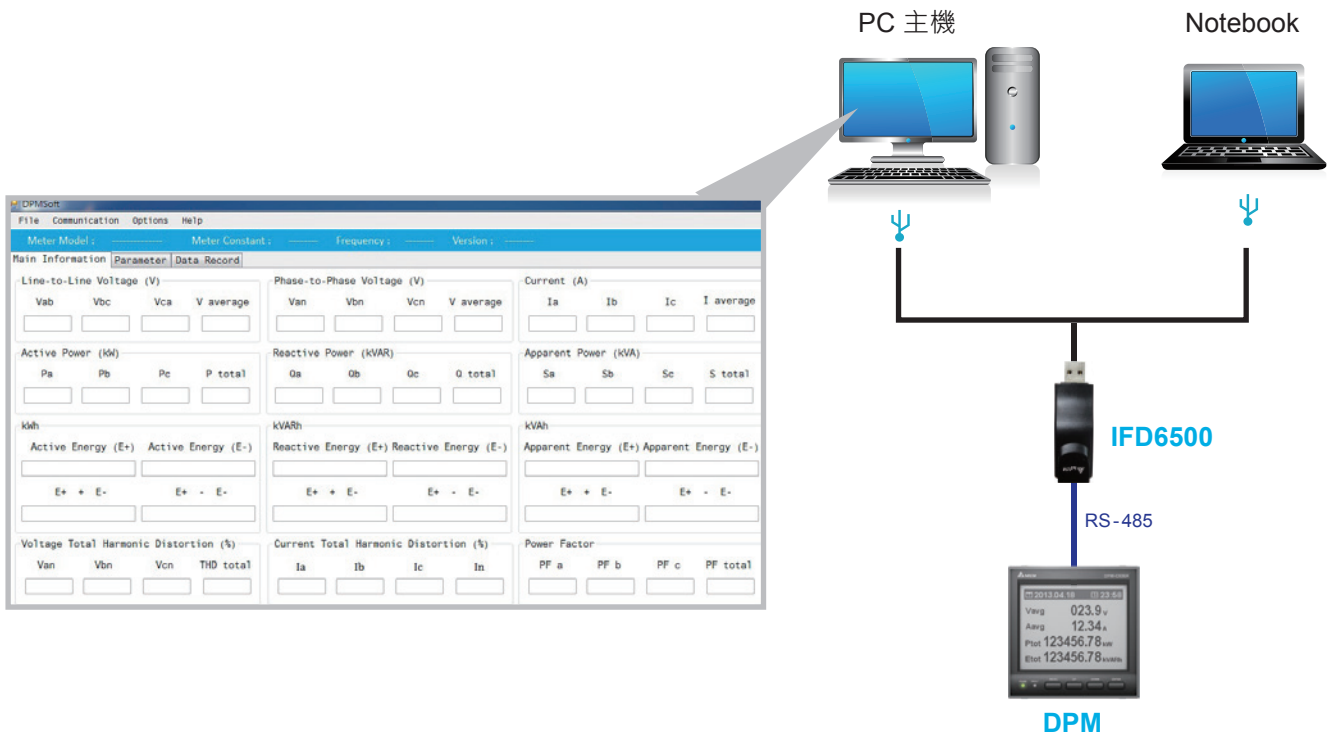 PC 主機
Notebook
DPMSoft
File Communication Options Help
Meter Model : ------------- Meter Constant : -------- Frequency : -------- Version : --------
Main Information Parameter Data Record
Line-to-Line Voltage (V)
Vab Vbc Vca V average
Phase-to-Phase Voltage (V)
Van Vbn Vcn V average
Current (A)
Ia Ib Ic I average
Active Power (kW)
Pa Pb Pc P total
Reactive Power (kVAR)
Qa Qb Qc Q total
Apparent Power (kVA)
Sa Sb Sc S total
kWh
Active Energy (E+) Active Energy (E-)
E+ + E- E+ - E-
kVARh
Reactive Energy (E+) Reactive Energy (E-)
E+ + E- E+ - E-
kVAh
Apparent Energy (E+) Apparent Energy (E-)
E+ + E- E+ - E-
Voltage Total Harmonic Distortion (%)
Van Vbn Vcn THD total
Current Total Harmonic Distortion (%)
Ia Ib Ic In
Power Factor
PF a PF b PF c PF total
IFD6500
RS-485
2013.04.18 23:58
Vavg 023.9 v
Aavg 12.34 A
Ptot 123456.78 kW
Etot 123456.78 kVARh
DPM